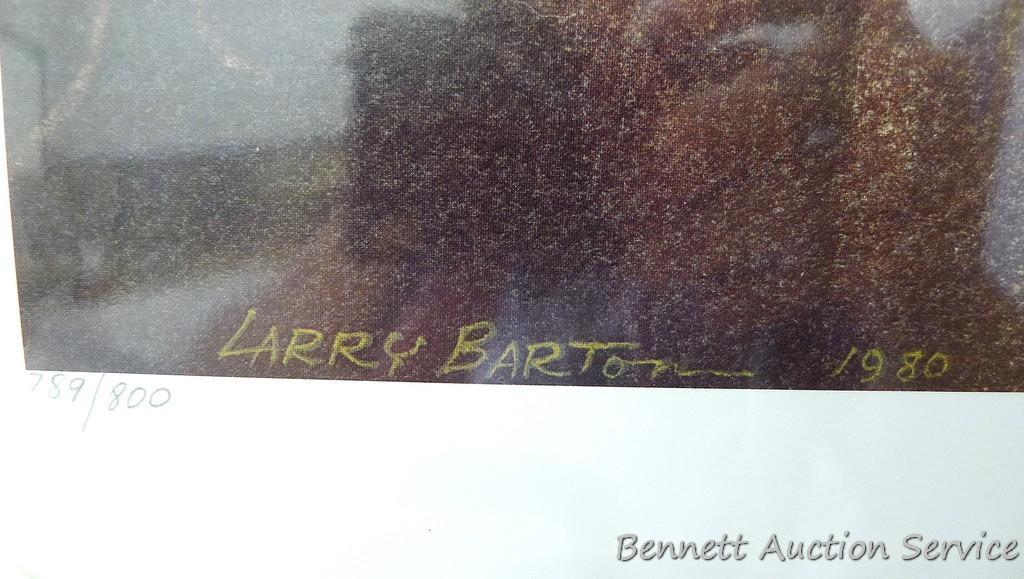 LARRY BARTON 1980
789/800
Bennett Auction Service